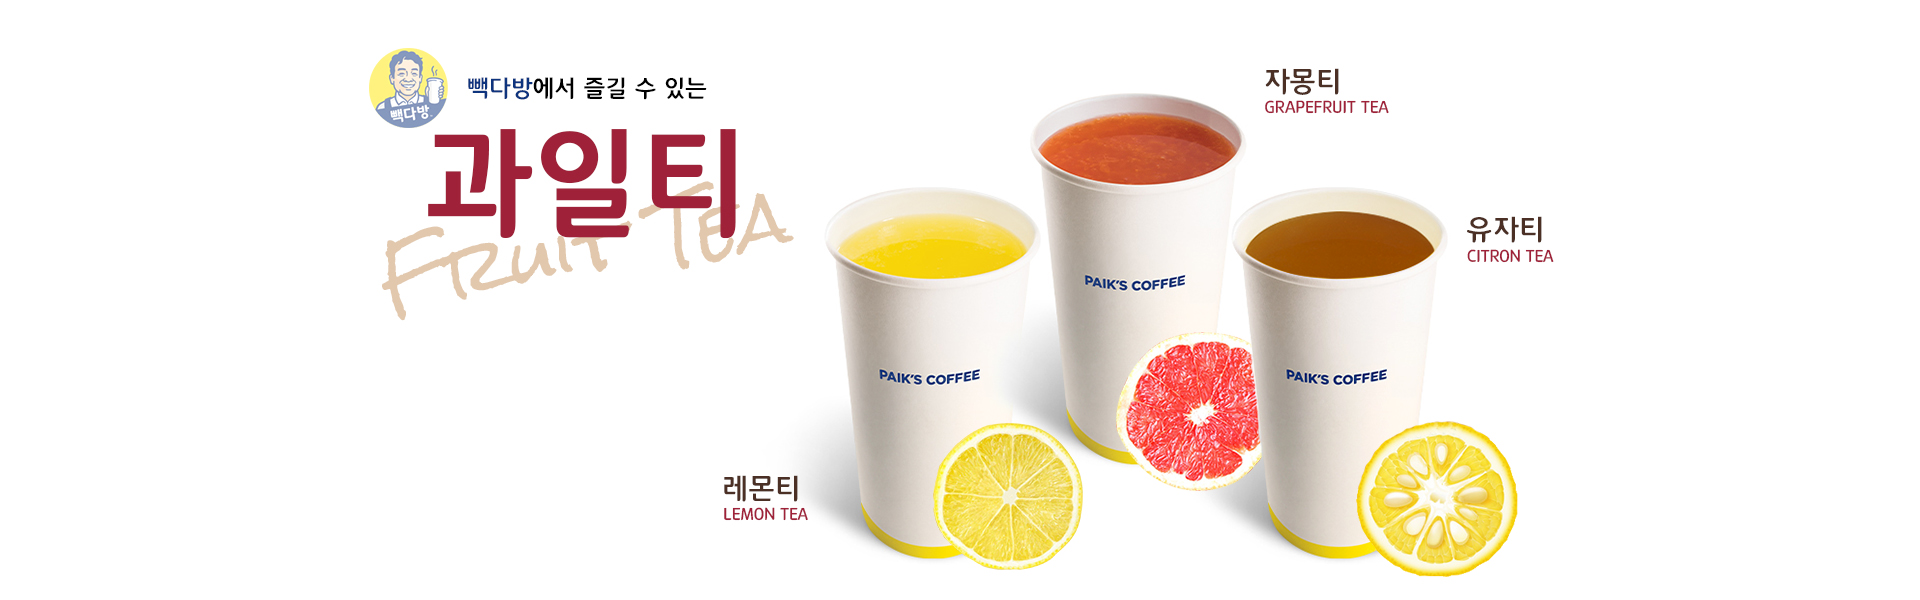 빽다방
빽다방에서 즐길 수 있는
과일티
FRUIT TEA
자몽티
GRAPEFRUIT TEA
유자티
CITRON TEA
레몬티
LEMON TEA
PAIK'S COFFEE
PAIK'S COFFEE
PAIK'S COFFEE